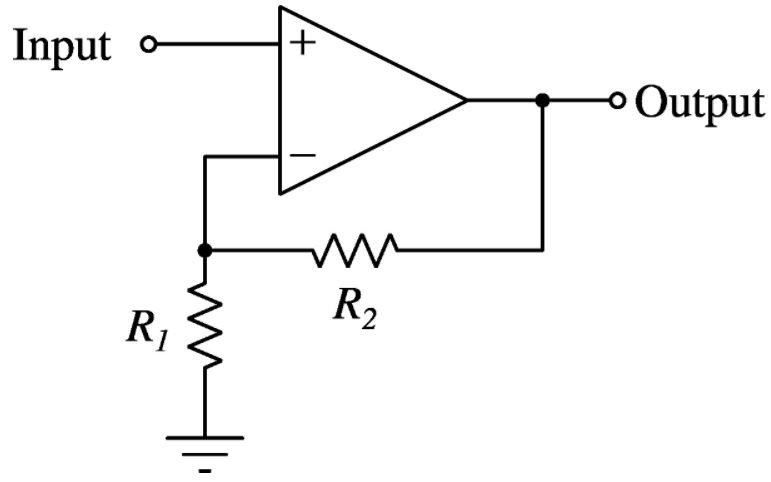 Input
+
Output
−
R2
R1